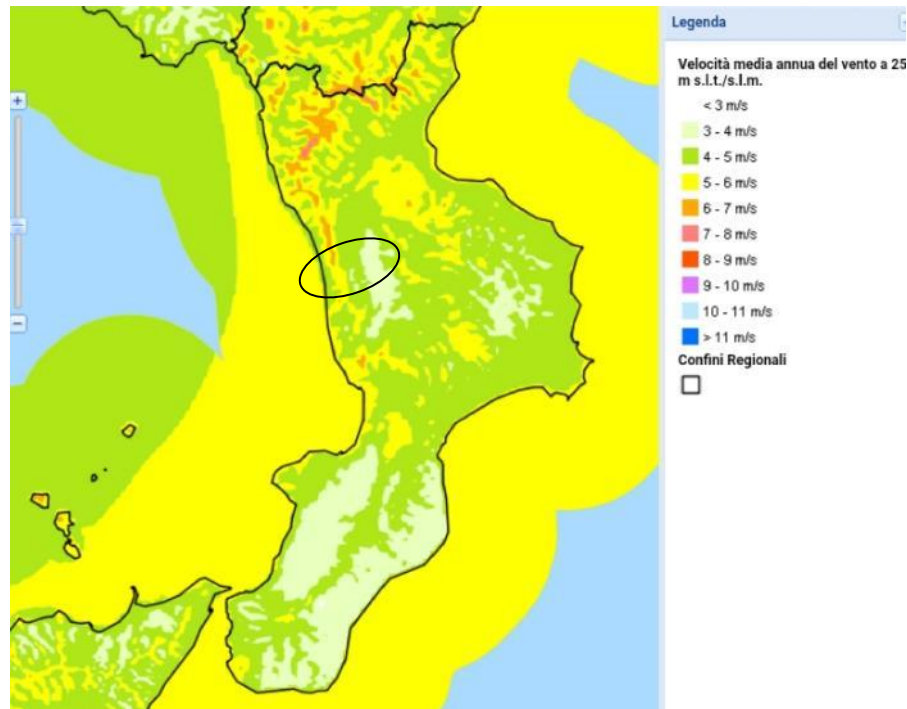 Legenda
Velocità media annua del vento a 25
m s.l.t./s.l.m.
< 3 m/s
3 - 4 m/s
4 - 5 m/s
5 - 6 m/s
6 - 7 m/s
7 - 8 m/s
8 - 9 m/s
9 - 10 m/s
10 - 11 m/s
> 11 m/s
Confini Regionali